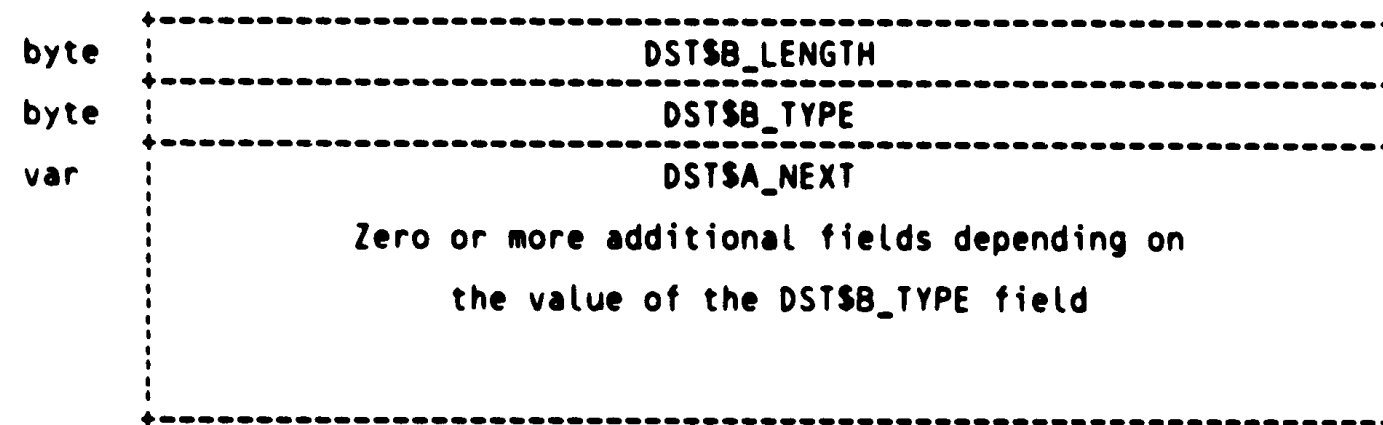 byte DST$B_LENGTH
byte DST$B_TYPE
var DST$A_NEXT
Zero or more additional fields depending on
the value of the DST$B_TYPE field